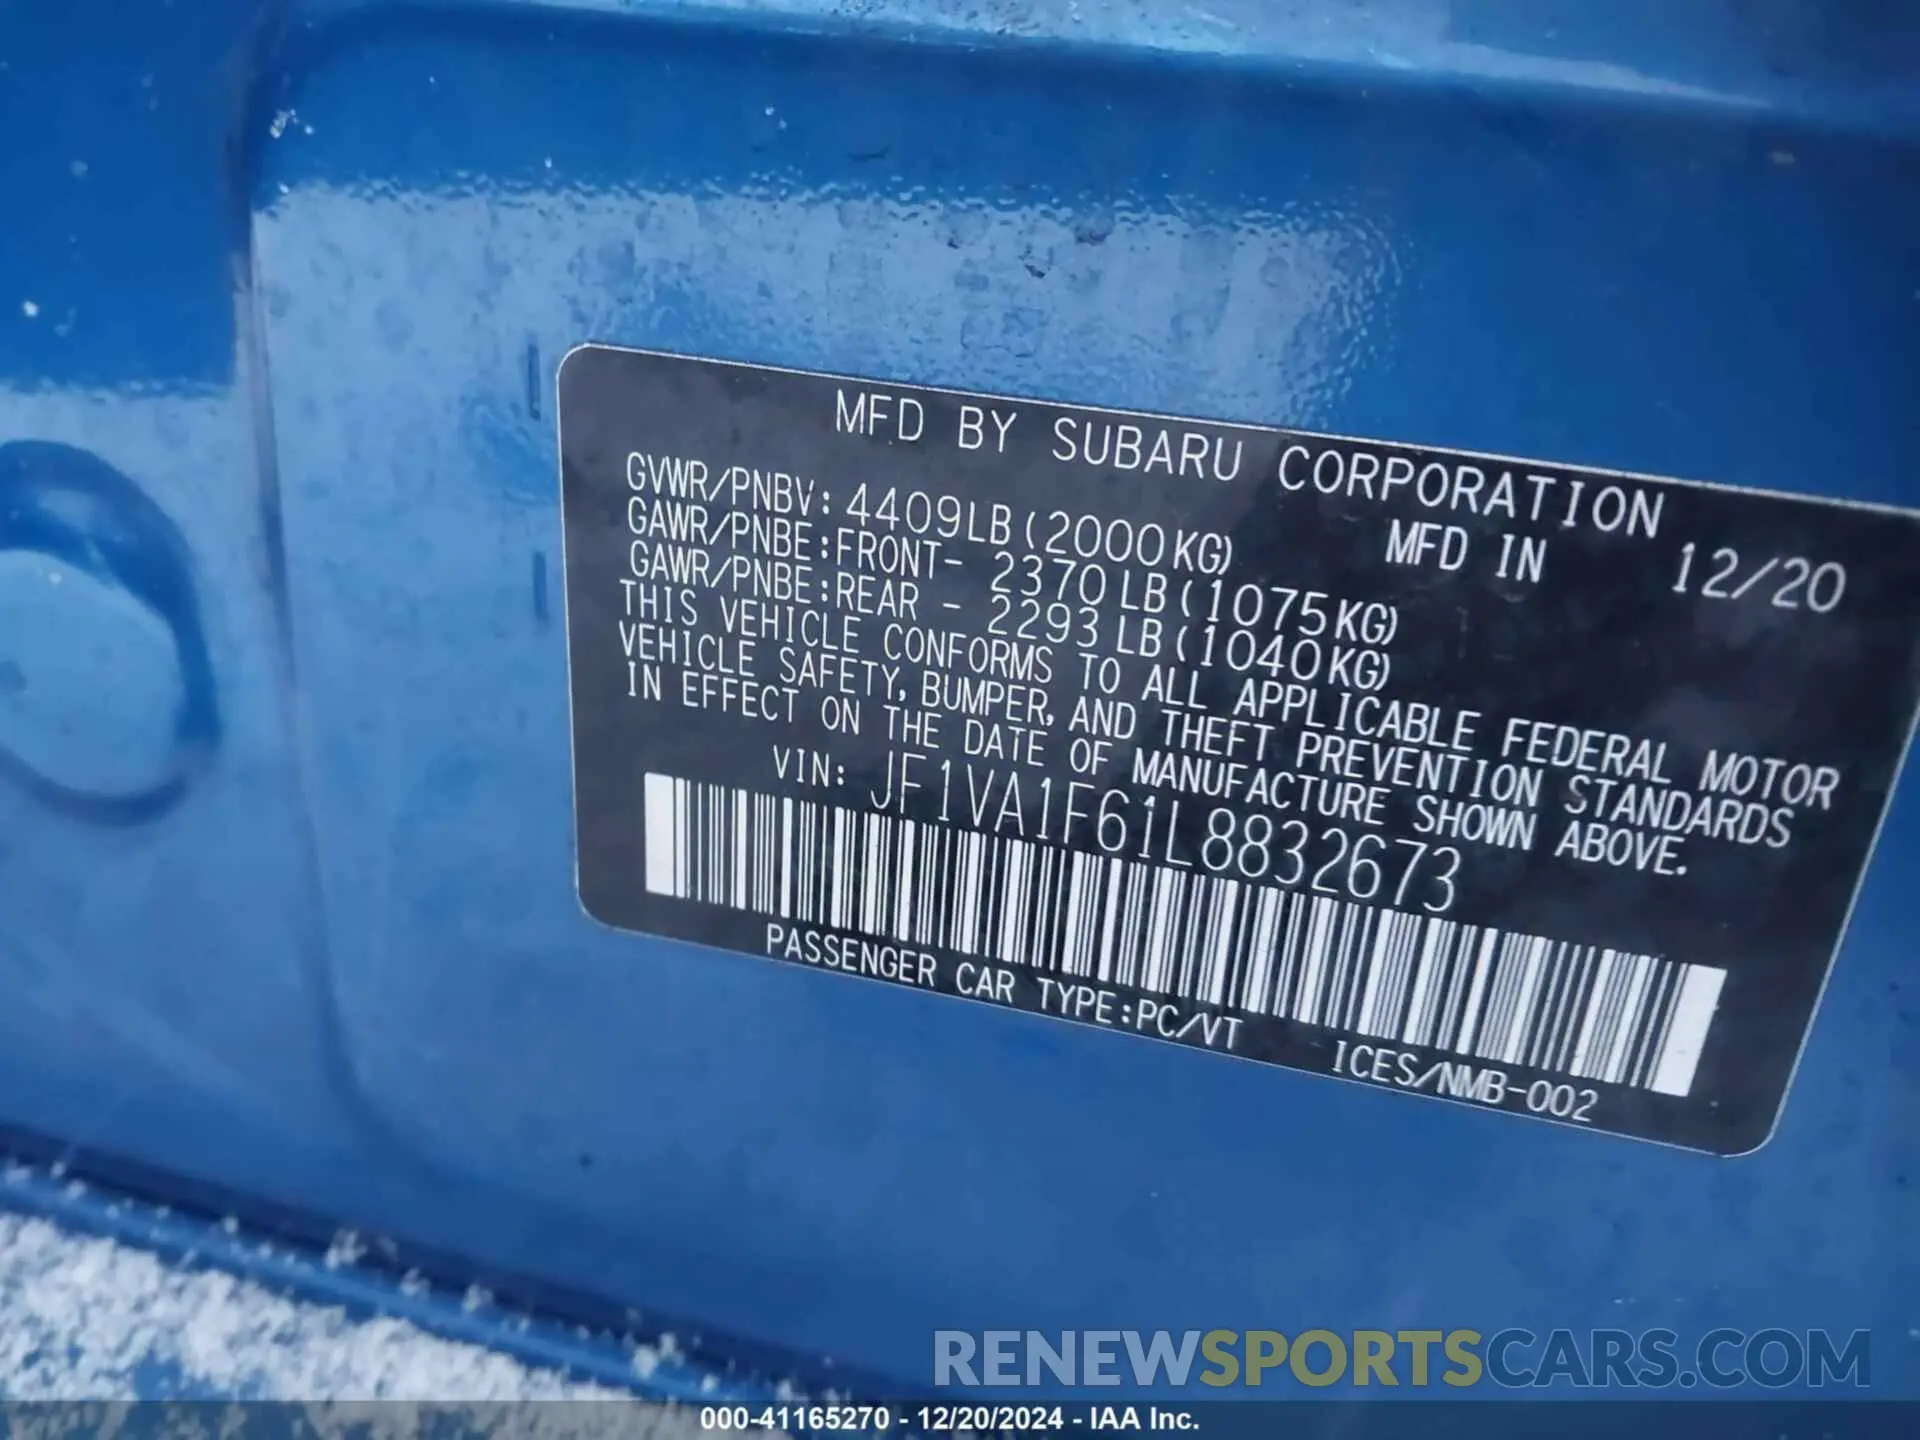 MFD BY SUBARU CORPORATION
MFD IN 12/20
GVWR/PNBV: 4409LB (2000KG)
GAWR/PNBE:FRONT- 2370LB (1075KG)
GAWR/PNBE:REAR - 2293LB (1040KG)
THIS VEHICLE CONFORMS TO ALL APPLICABLE FEDERAL MOTOR
VEHICLE SAFETY, BUMPER, AND THEFT PREVENTION STANDARDS
IN EFFECT ON THE DATE OF MANUFACTURE SHOWN ABOVE.
VIN: JF1VA1F61L8832673
PASSENGER CAR TYPE:PC/VT
ICES/NMB-002
RENEWSPORTSCARS.COM
000-41165270 - 12/20/2024 - IAA Inc.